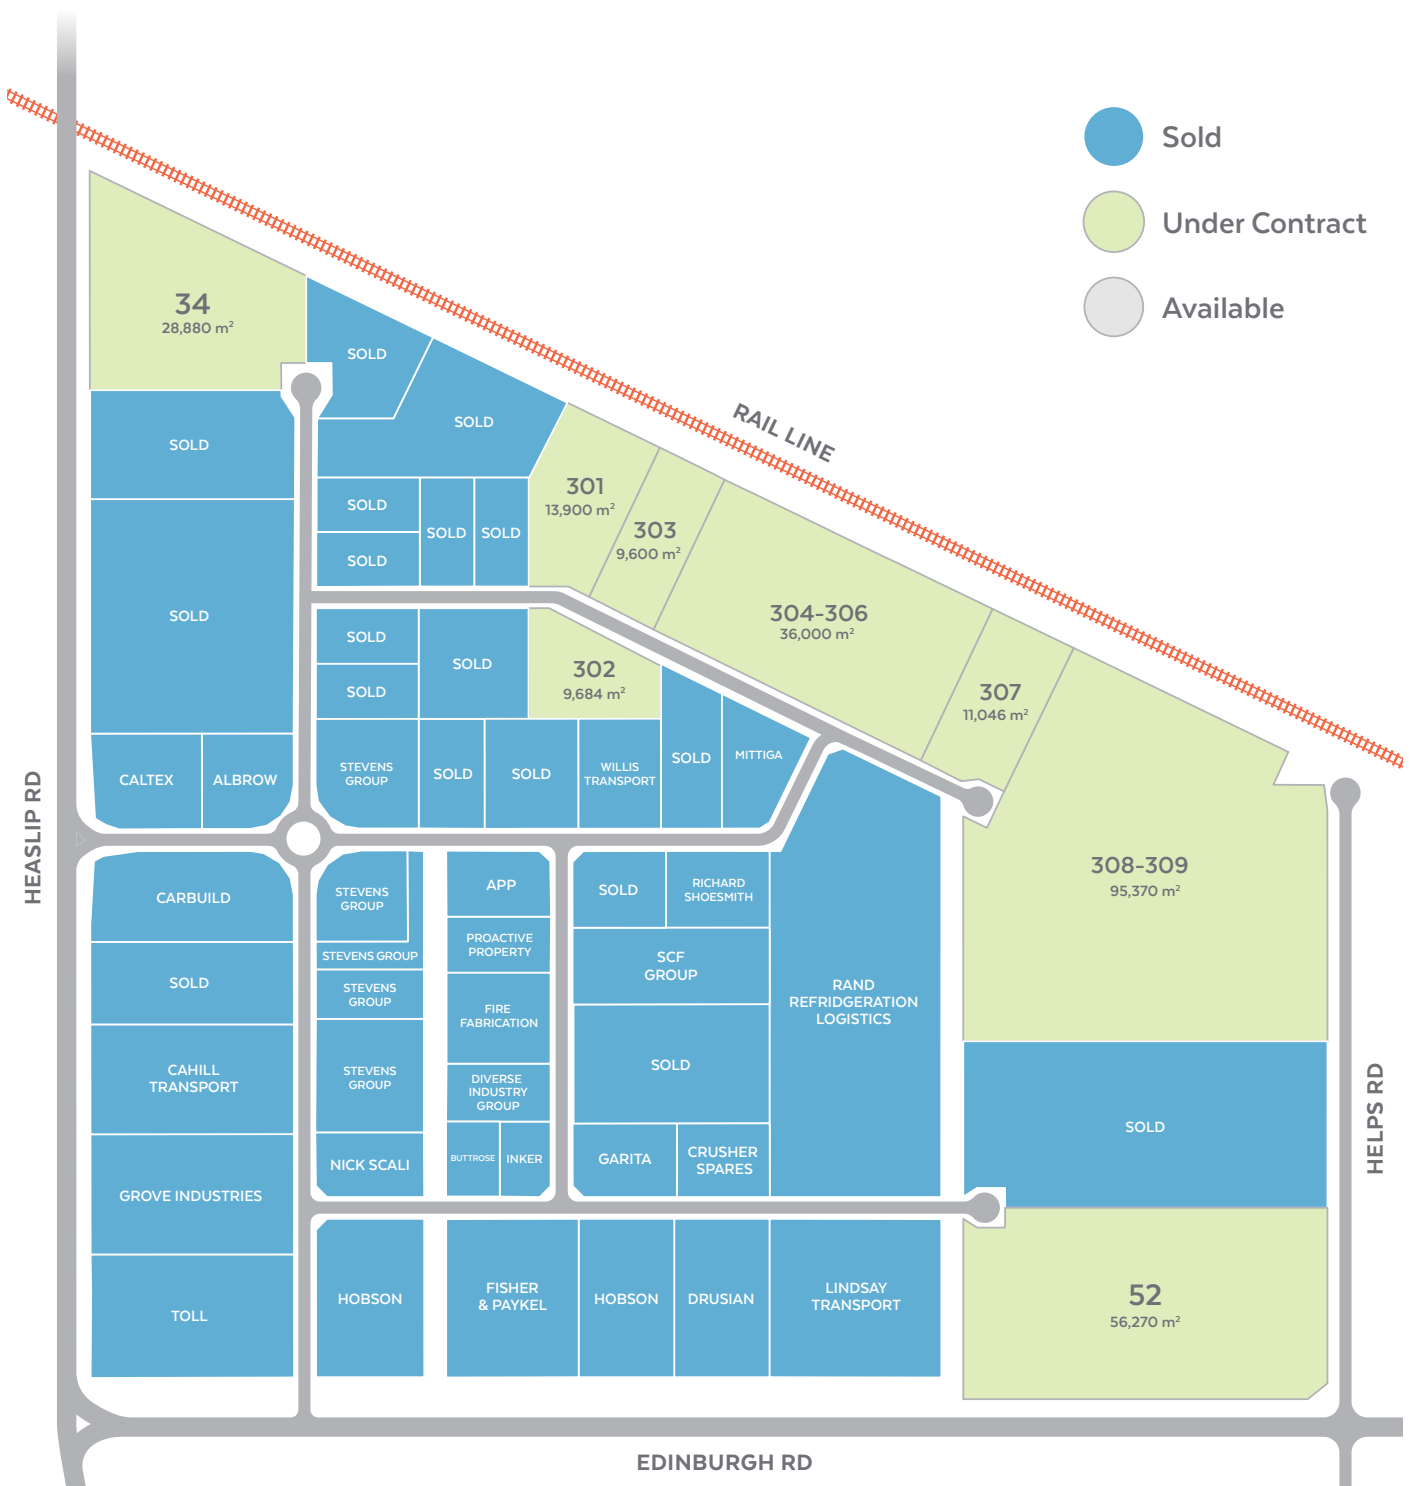 Sold
Under Contract
Available
34
28,880 m²
SOLD
SOLD
RAIL LINE
SOLD
301
13,900 m²
SOLD
SOLD
SOLD
303
9,600 m²
SOLD
304-306
36,000 m²
SOLD
SOLD
SOLD
302
9,684 m²
SOLD
307
11,046 m²
HEASLIP RD
CALTEX
ALBROW
STEVENS
GROUP
SOLD
SOLD
WILLIS
TRANSPORT
SOLD
MITTIGA
308-309
95,370 m²
CARBUILD
STEVENS
GROUP
APP
SOLD
RICHARD
SHOESMITH
STEVENS GROUP
PROACTIVE
PROPERTY
SCF
GROUP
SOLD
STEVENS
GROUP
FIRE
FABRICATION
RAND
REFRIDGERATION
LOGISTICS
CAHILL
TRANSPORT
STEVENS
GROUP
DIVERSE
INDUSTRY
GROUP
SOLD
SOLD
HELPS RD
NICK SCALI
BUTTROSE
INKER
GARITA
CRUSHER
SPARES
GROVE INDUSTRIES
TOLL
HOBSON
FISHER
& PAYKEL
HOBSON
DRUSIAN
LINDSAY
TRANSPORT
52
56,270 m²
EDINBURGH RD